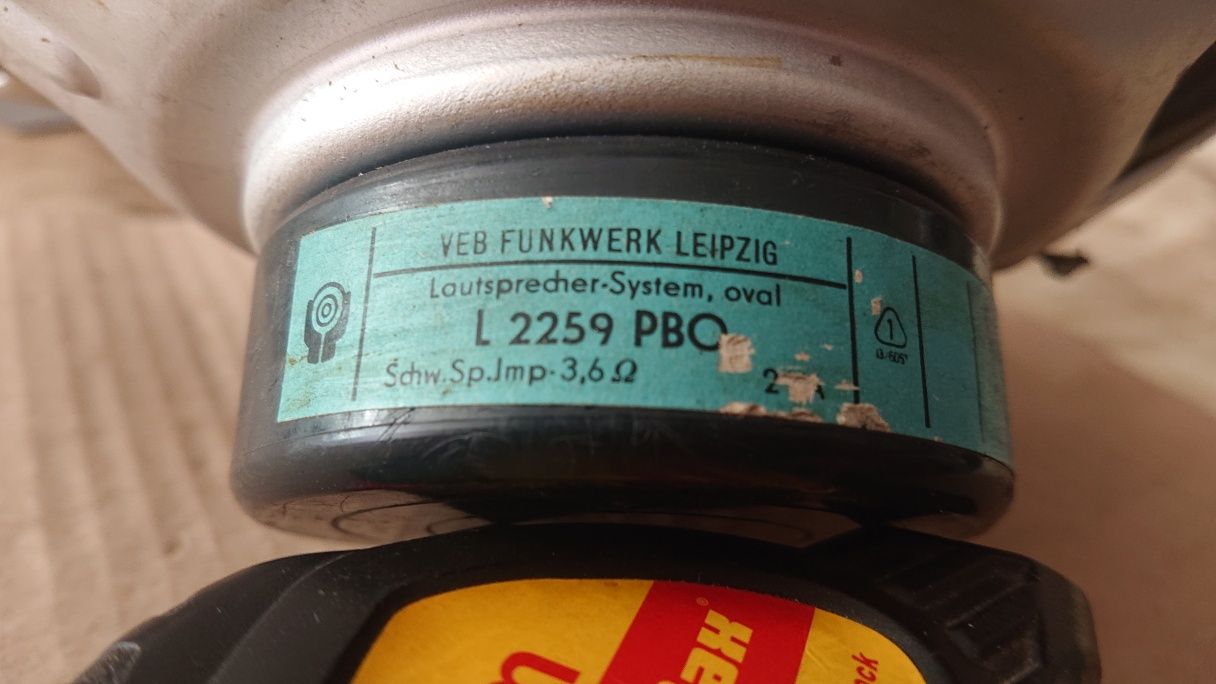 VEB FUNKWERK LEIPZIG
Lautsprecher-System, oval
L 2259 PBO
Schw.Sp.Jmp. 3,6 Ω
1